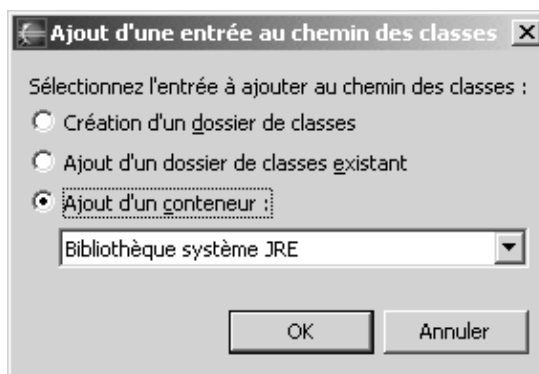 Ajout d'une entrée au chemin des classes
Sélectionnez l'entrée à ajouter au chemin des classes :
Création d'un dossier de classes
Ajout d'un dossier de classes existant
Ajout d'un conteneur :
Bibliothèque système JRE
OK Annuler